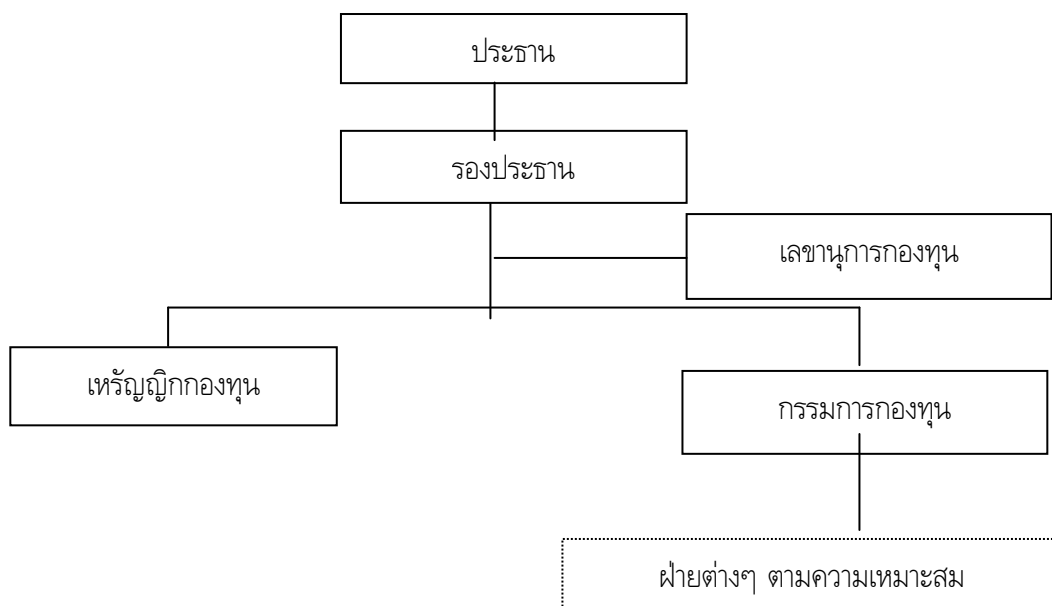 ประธาน
รองประธาน
เลขานุการกองทุน
เหรัญญิกกองทุน
กรรมการกองทุน
ฝ่ายต่างๆ ตามความเหมาะสม